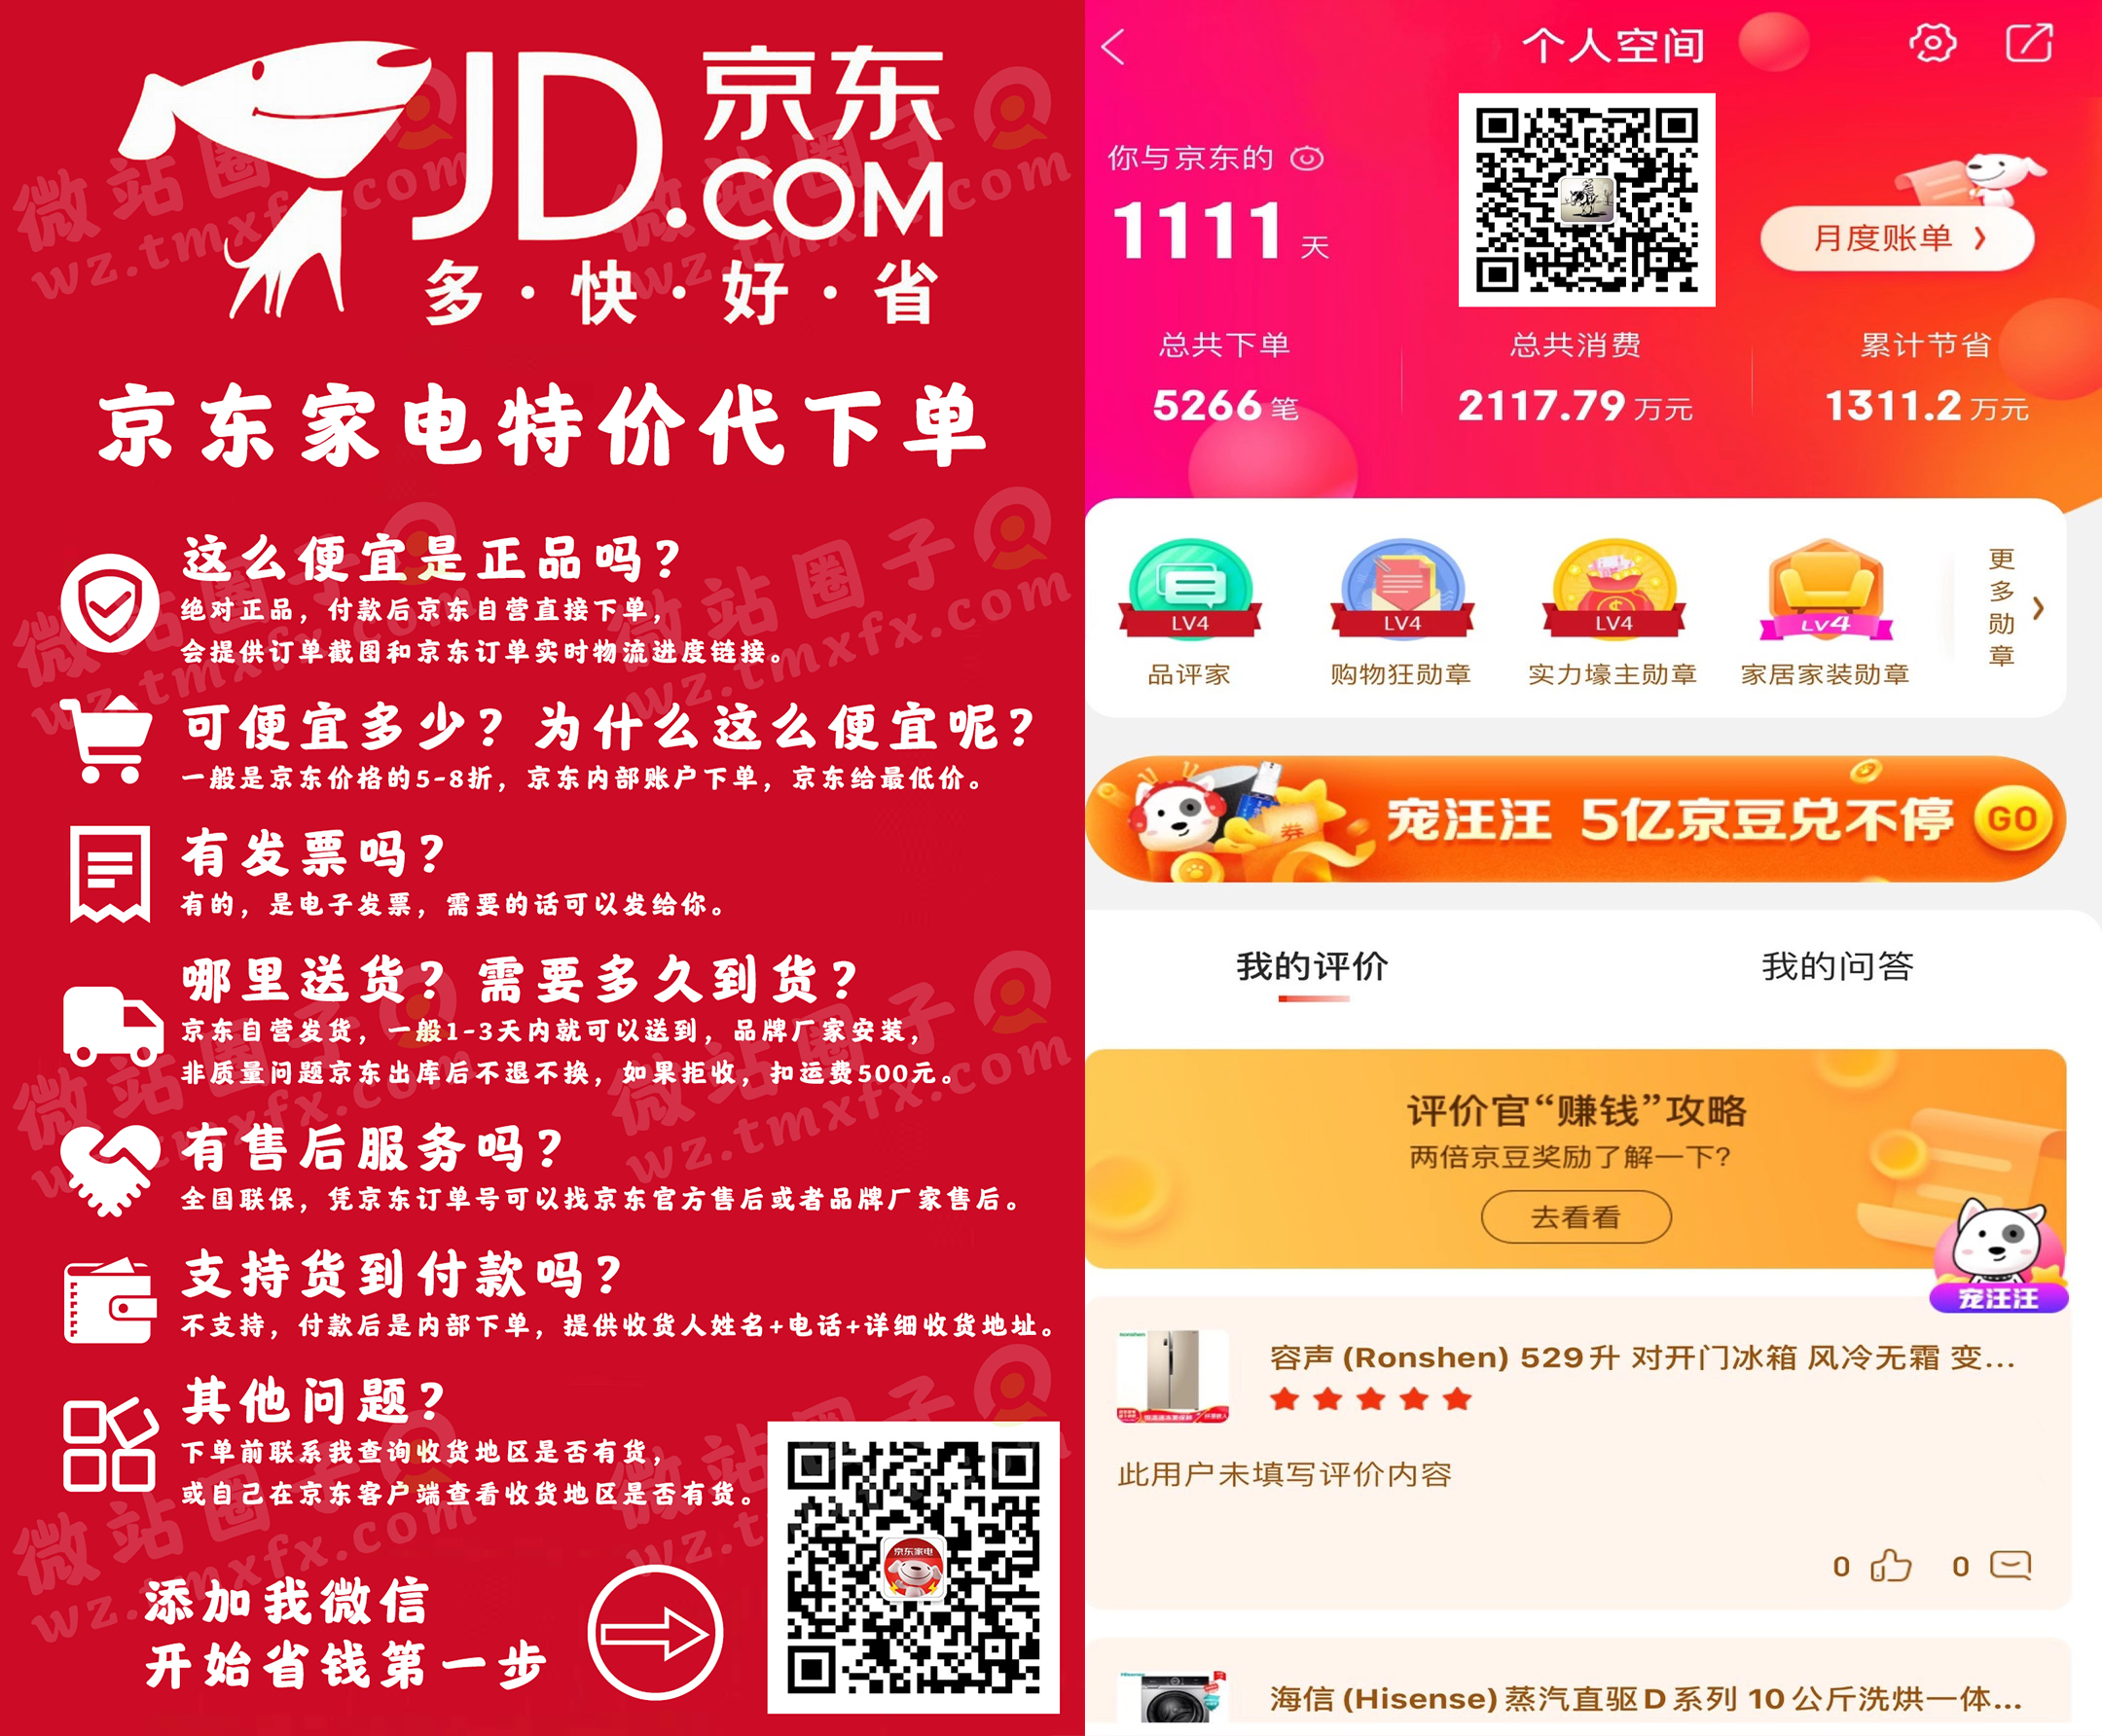 JD.COM 京东
多·快·好·省
京东家电特价代下单
这么便宜是正品吗？
绝对正品，付款后京东自营直接下单，
会提供订单截图和京东订单实时物流进度链接。
可便宜多少？为什么这么便宜呢？
一般是京东价格的5-8折，京东内部账户下单，京东给最低价。
有发票吗？
有的，是电子发票，需要的话可以发给你。
哪里送货？需要多久到货？
京东自营发货，一般1-3天内就可以送到，品牌厂家安装，
非质量问题京东出库后不退不换，如果拒收，扣运费500元。
有售后服务吗？
全国联保，凭京东订单号可以找京东官方售后或者品牌厂家售后。
支持货到付款吗？
不支持，付款后是内部下单，提供收货人姓名+电话+详细收货地址。
其他问题？
下单前联系我查询收货地区是否有货，
或自己在京东客户端查看收货地区是否有货。
添加我微信
开始省钱第一步
京东家电
微站圈子
wz.tmxfx.com
个人空间
你与京东的
1111 天
月度账单
总共下单 总共消费 累计节省
5266 笔 2117.79 万元 1311.2 万元
LV4 LV4 LV4 LV4
品评家 购物狂勋章 实力壕主勋章 家居家装勋章
更多勋章
宠汪汪 5亿京豆兑不停 GO
券
我的评价 我的问答
评价官“赚钱”攻略
两倍京豆奖励了解一下?
去看看
宠汪汪
Ronshen
容声 (Ronshen) 529升 对开门冰箱 风冷无霜 变...
此用户未填写评价内容
0 0
Hisense
海信 (Hisense) 蒸汽直驱D系列 10公斤洗烘一体...